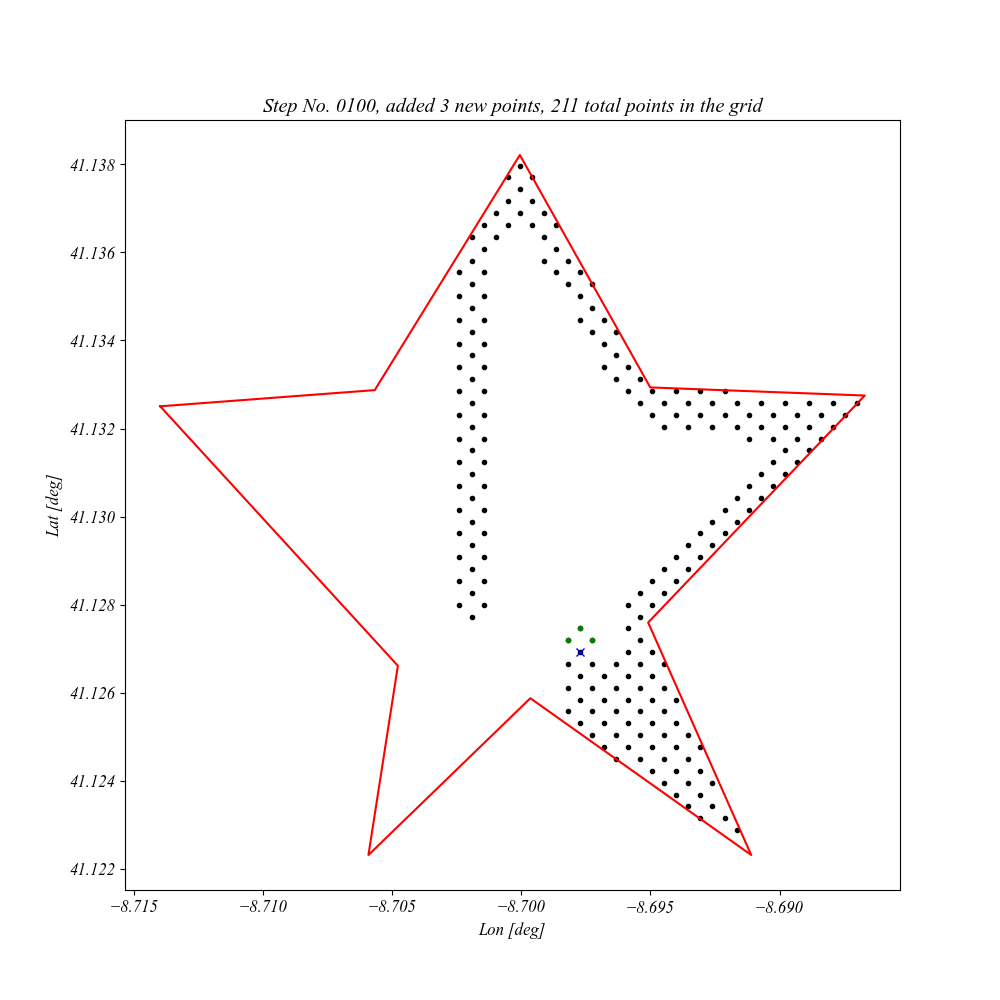 Step No. 0100, added 3 new points, 211 total points in the grid
41.138
41.136
41.134
41.132
41.130
41.128
41.126
41.124
41.122
Lat [deg]
−8.715 −8.710 −8.705 −8.700 −8.695 −8.690
Lon [deg]